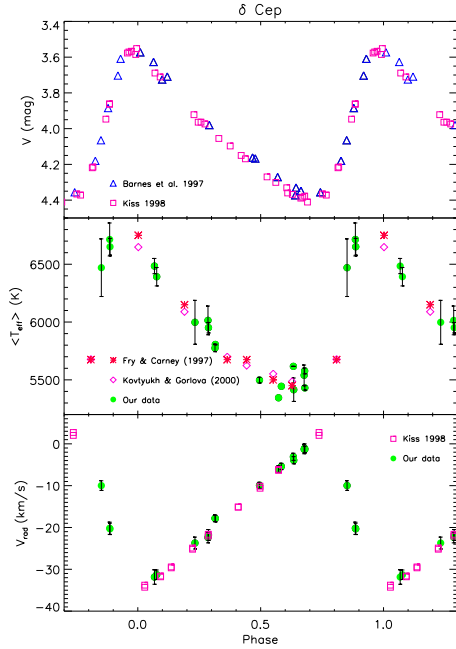 δ Cep
3.4
3.6
3.8
4.0
4.2
4.4
V (mag)
Barnes et al. 1997
Kiss 1998
6500
6000
5500
<T_eff> (K)
Fry & Carney (1997)
Kovtyukh & Gorlova (2000)
Our data
0
−10
−20
−30
−40
V_rad (km/s)
Kiss 1998
Our data
0.0 0.5 1.0
Phase